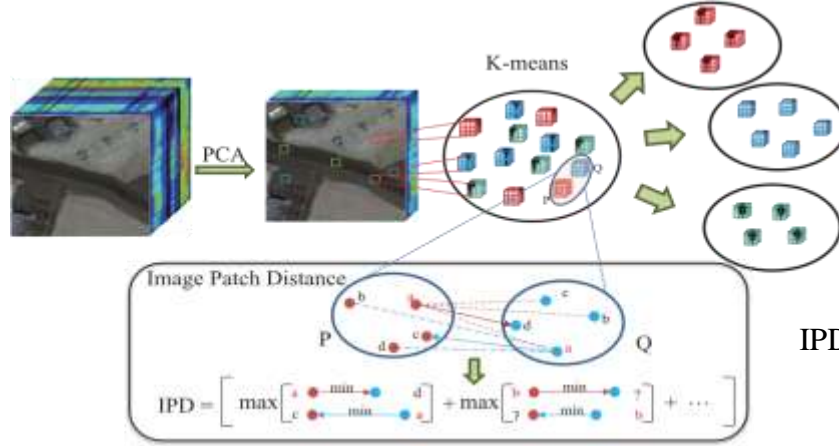 K-means
PCA
Q
P
Image Patch Distance
b a c
d b
P c Q
d a
IPD
IPD = [ max [ a min d c min a ] + max [ b min ? ? min b ] + ⋯ ]